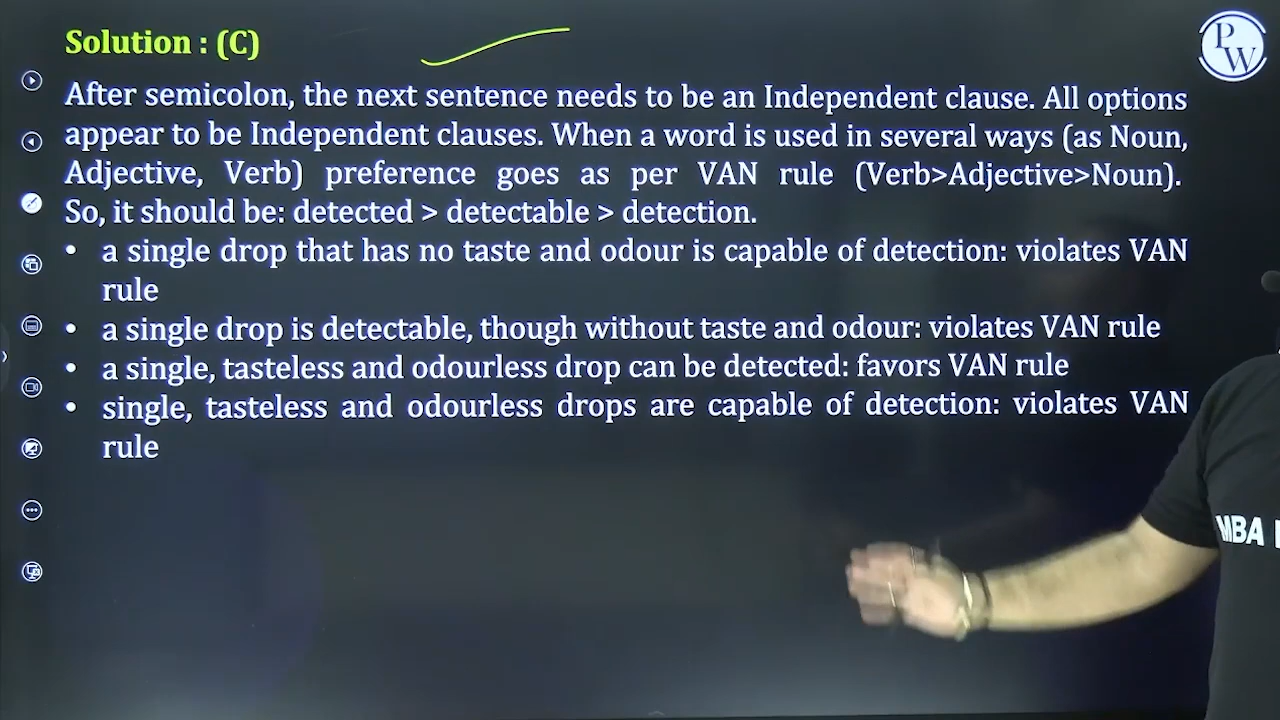 Solution : (C)
PW
After semicolon, the next sentence needs to be an Independent clause. All options
appear to be Independent clauses. When a word is used in several ways (as Noun,
Adjective, Verb) preference goes as per VAN rule (Verb>Adjective>Noun).
So, it should be: detected > detectable > detection.
• a single drop that has no taste and odour is capable of detection: violates VAN
rule
• a single drop is detectable, though without taste and odour: violates VAN rule
• a single, tasteless and odourless drop can be detected: favors VAN rule
• single, tasteless and odourless drops are capable of detection: violates VAN
rule
MBA